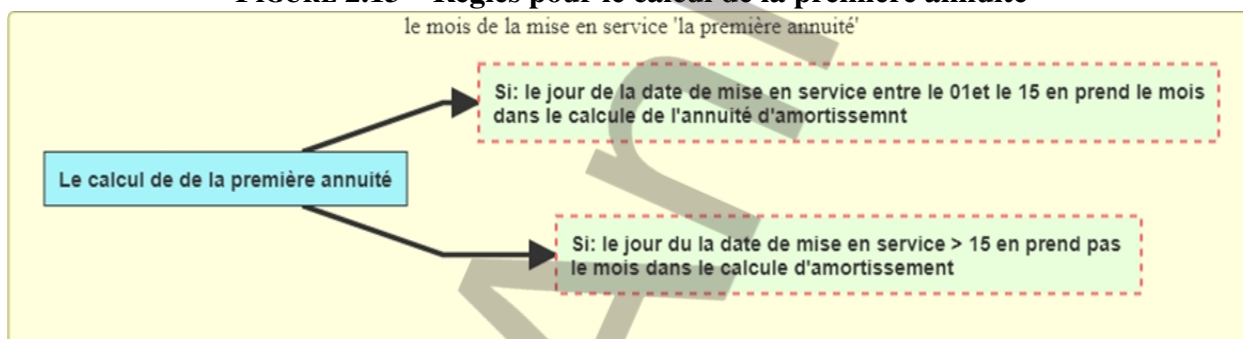 le mois de la mise en service 'la première annuité'
Si: le jour de la date de mise en service entre le 01et le 15 en prend le mois
dans le calcule de l'annuité d'amortissemnt
Le calcul de de la première annuité
Si: le jour du la date de mise en service > 15 en prend pas
le mois dans le calcule d'amortissement